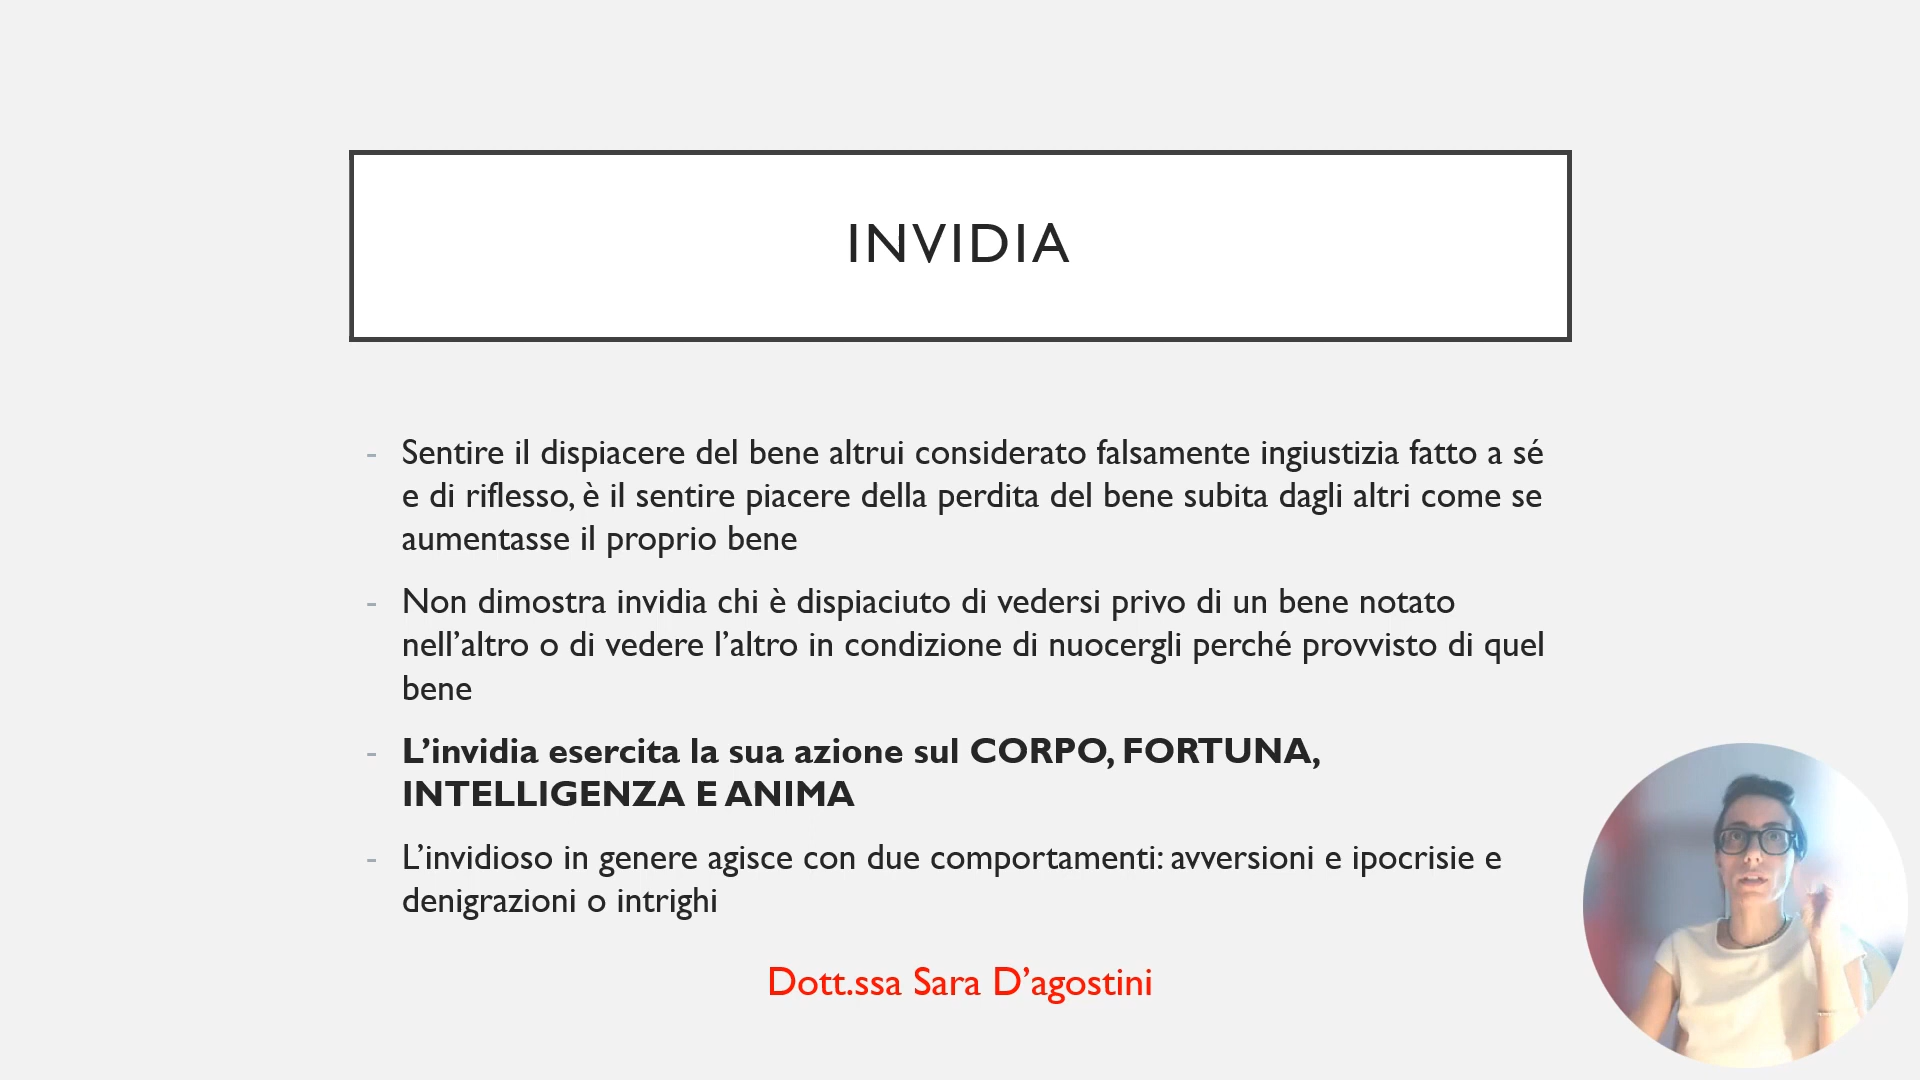 INVIDIA
- Sentire il dispiacere del bene altrui considerato falsamente ingiustizia fatto a sé
e di riflesso, è il sentire piacere della perdita del bene subita dagli altri come se
aumentasse il proprio bene
- Non dimostra invidia chi è dispiaciuto di vedersi privo di un bene notato
nell’altro o di vedere l’altro in condizione di nuocergli perché provvisto di quel
bene
- L’invidia esercita la sua azione sul CORPO, FORTUNA,
INTELLIGENZA E ANIMA
- L’invidioso in genere agisce con due comportamenti: avversioni e ipocrisie e
denigrazioni o intrighi
Dott.ssa Sara D’agostini